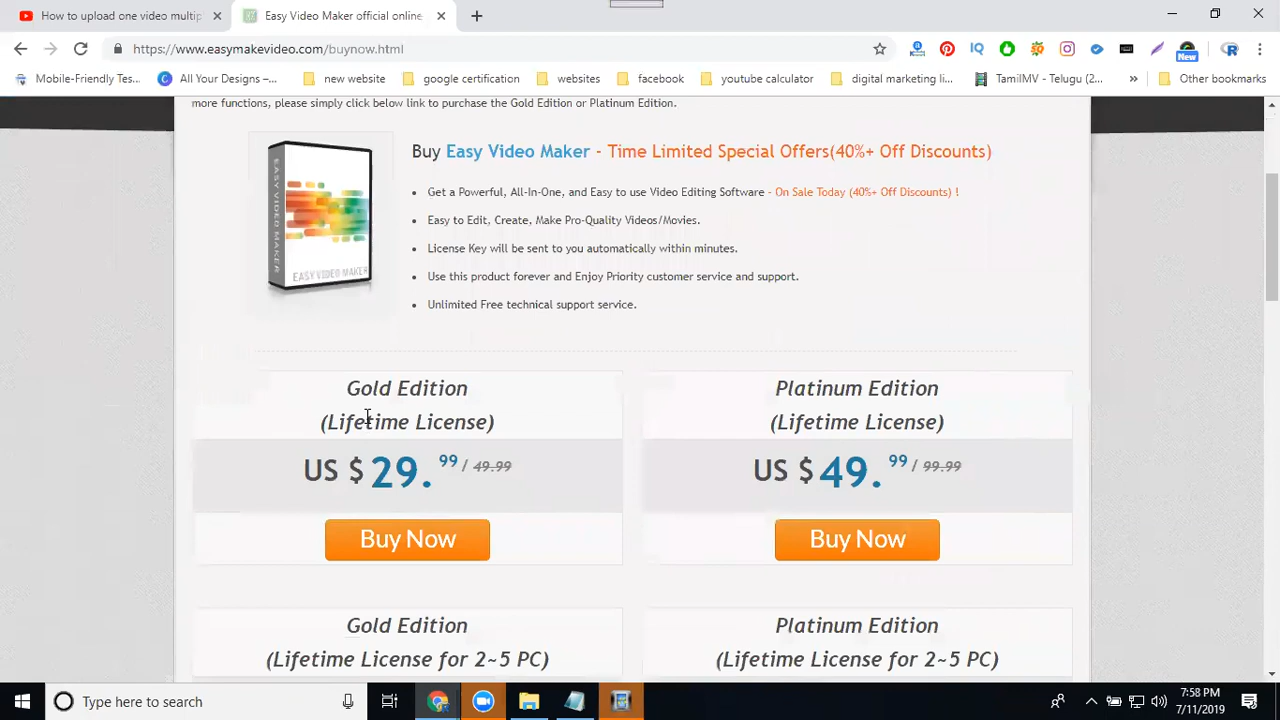 How to upload one video multip
Easy Video Maker official online
https://www.easymakevideo.com/buynow.html
New
Mobile-Friendly Tes...
All Your Designs –...
new website
google certification
websites
facebook
youtube calculator
digital marketing li...
TamilMV - Telugu (2...
Other bookmarks
more functions, please simply click below link to purchase the Gold Edition or Platinum Edition.
EASY VIDEO MAKER
EASY VIDEO MAKER
Buy Easy Video Maker - Time Limited Special Offers(40%+ Off Discounts)
Get a Powerful, All-In-One, and Easy to use Video Editing Software - On Sale Today (40%+ Off Discounts) !
Easy to Edit, Create, Make Pro-Quality Videos/Movies.
License Key will be sent to you automatically within minutes.
Use this product forever and Enjoy Priority customer service and support.
Unlimited Free technical support service.
Gold Edition
(Lifetime License)
US $29.99 / 49.99
Buy Now
Platinum Edition
(Lifetime License)
US $49.99 / 99.99
Buy Now
Gold Edition
(Lifetime License for 2~5 PC)
Platinum Edition
(Lifetime License for 2~5 PC)
Type here to search
7:58 PM
7/11/2019